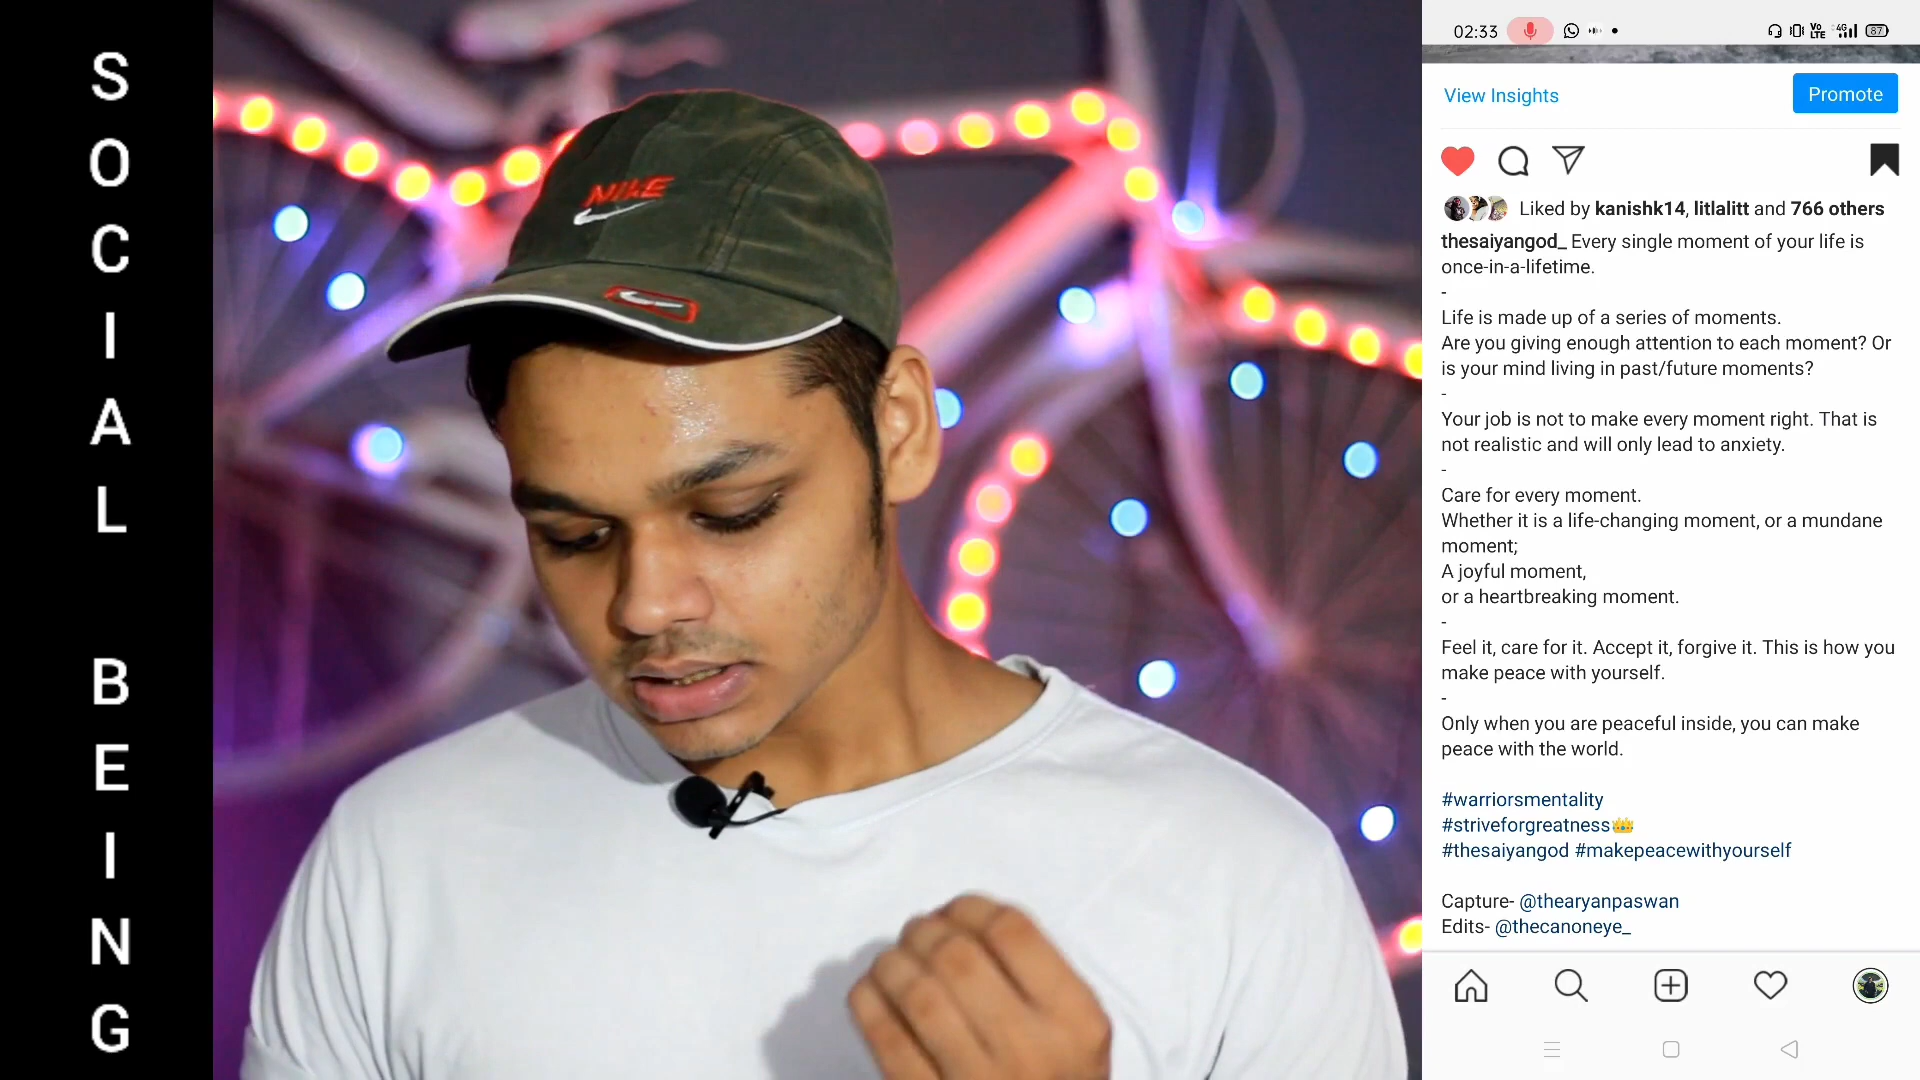 SOCIAL BEING
NIKE
02:33
Vo LTE 4G 87
View Insights
Promote
Liked by kanishk14, litlalitt and 766 others
thesaiyangod_ Every single moment of your life is
once-in-a-lifetime.
-
Life is made up of a series of moments.
Are you giving enough attention to each moment? Or
is your mind living in past/future moments?
-
Your job is not to make every moment right. That is
not realistic and will only lead to anxiety.
-
Care for every moment.
Whether it is a life-changing moment, or a mundane
moment;
A joyful moment,
or a heartbreaking moment.
-
Feel it, care for it. Accept it, forgive it. This is how you
make peace with yourself.
-
Only when you are peaceful inside, you can make
peace with the world.
#warriorsmentality
#striveforgreatness👑
#thesaiyangod #makepeacewithyourself
Capture- @thearyanpaswan
Edits- @thecanoneye_